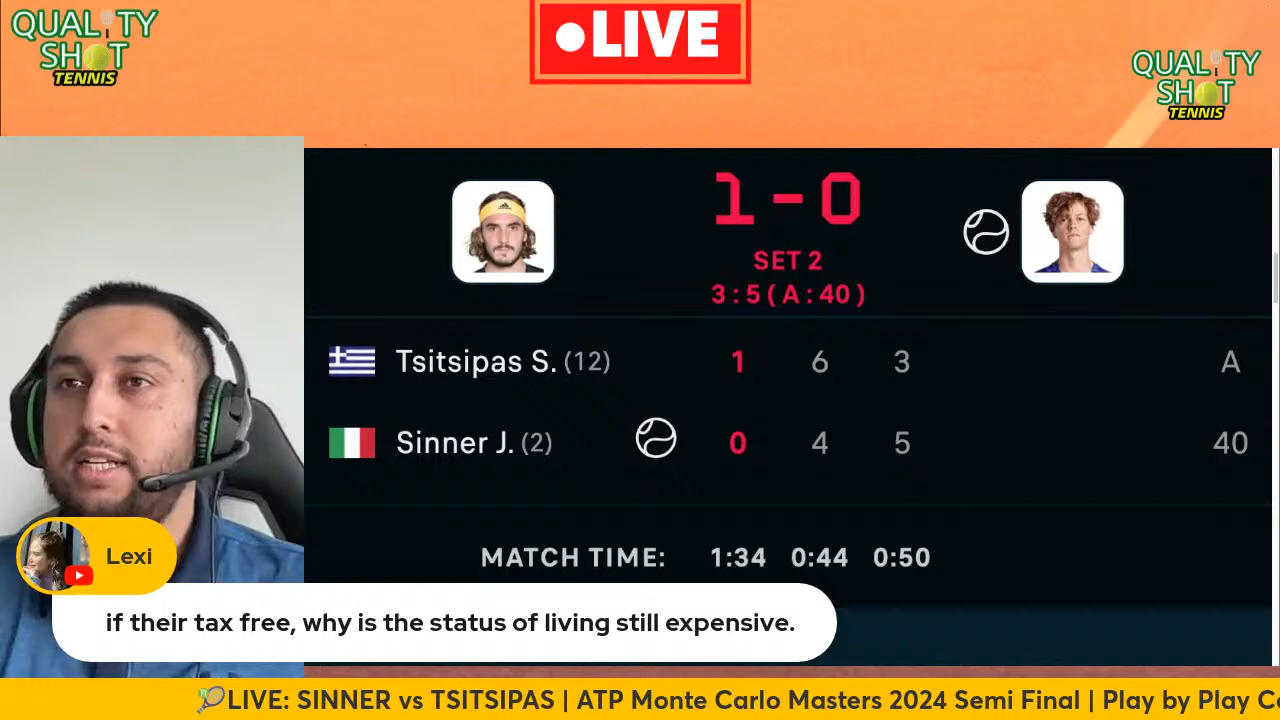 QUALITY
SHOT
TENNIS
LIVE
QUALITY
SHOT
TENNIS
1-0
SET 2
3 : 5 ( A : 40 )
Tsitsipas S. (12) 1 6 3 A
Sinner J. (2) 0 4 5 40
MATCH TIME: 1:34 0:44 0:50
Lexi
if their tax free, why is the status of living still expensive.
LIVE: SINNER vs TSITSIPAS | ATP Monte Carlo Masters 2024 Semi Final | Play by Play